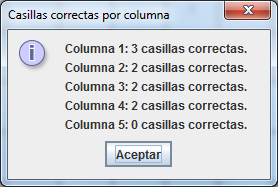 Casillas correctas por columna
Columna 1: 3 casillas correctas.
Columna 2: 2 casillas correctas.
Columna 3: 2 casillas correctas.
Columna 4: 2 casillas correctas.
Columna 5: 0 casillas correctas.
Aceptar